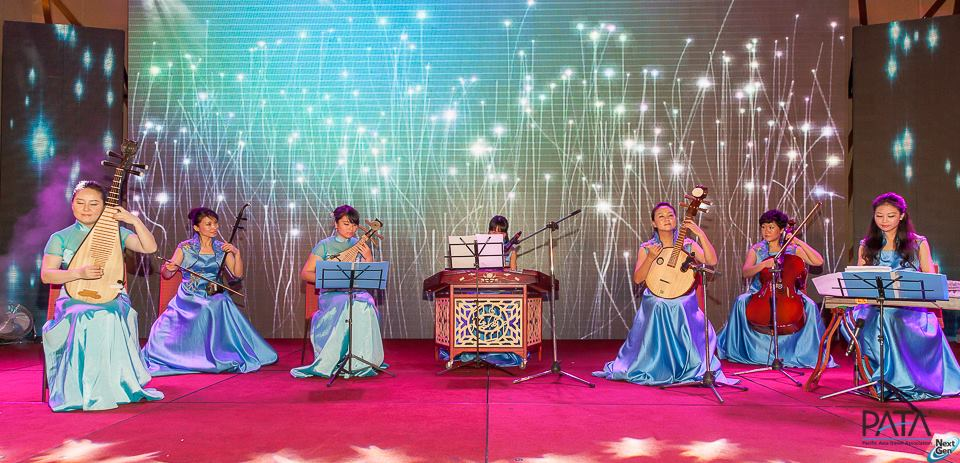 PATA
Pacific Asia Travel Association
Next
Gen